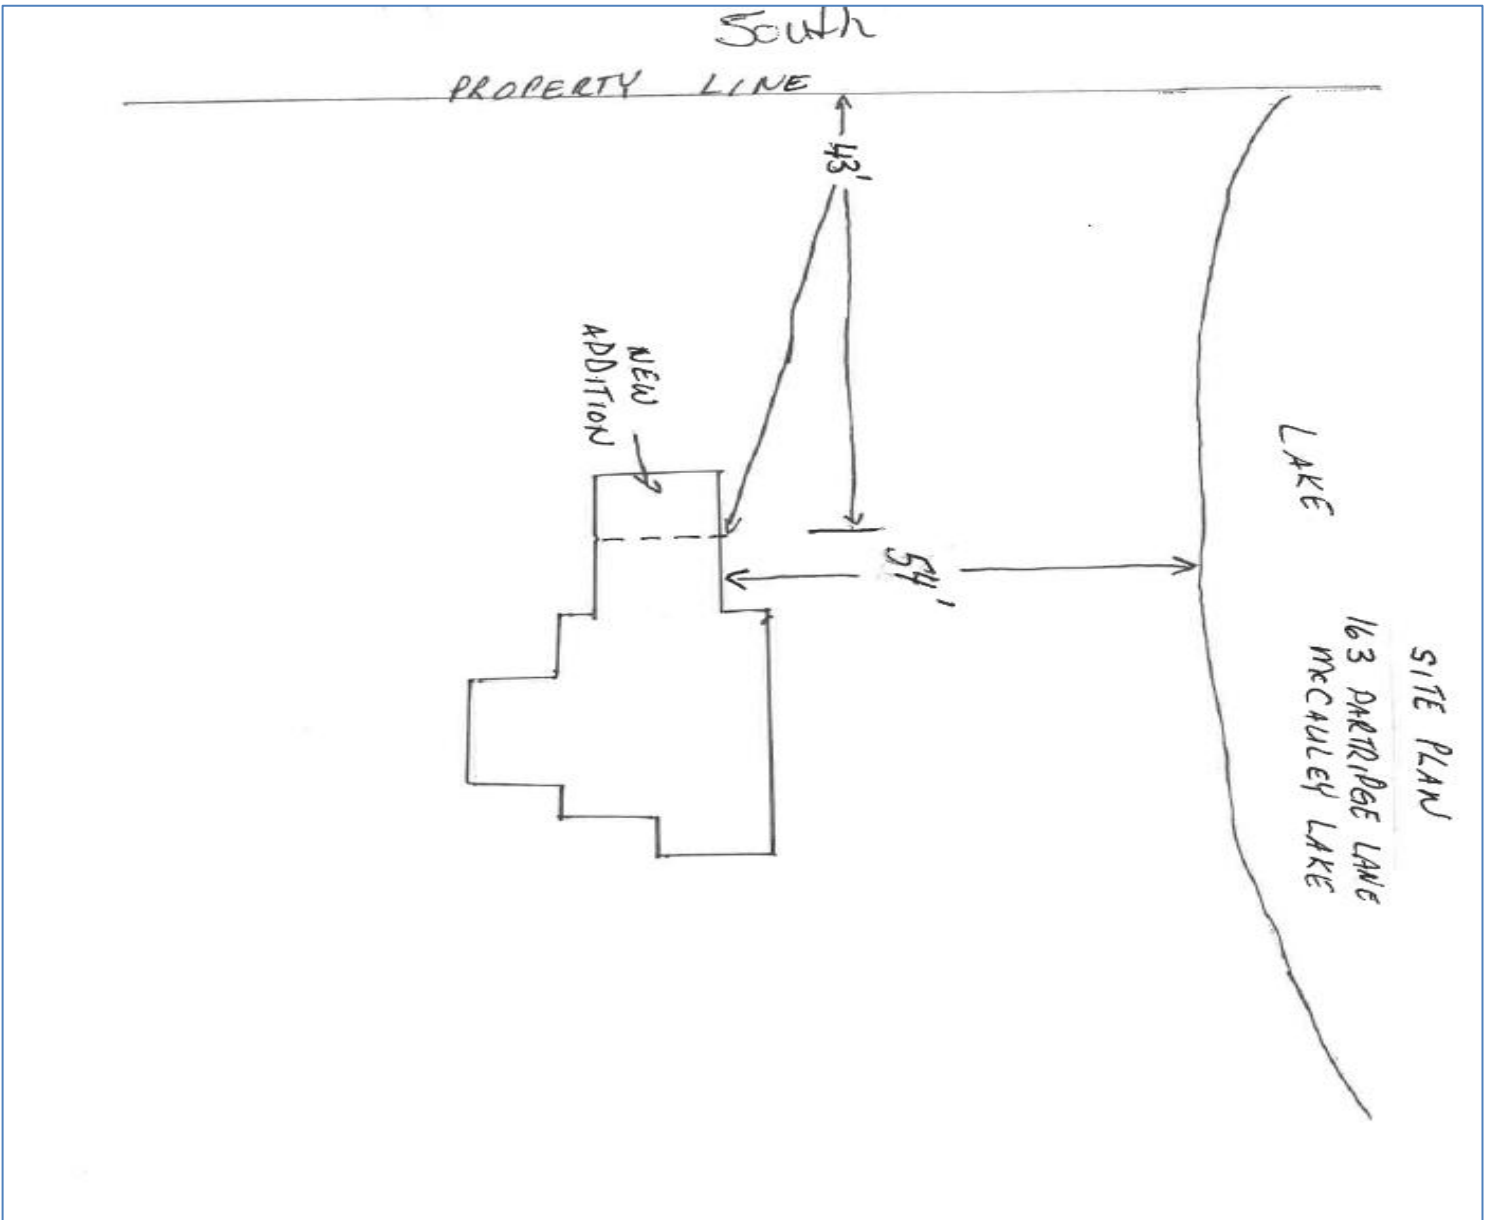 South
PROPERTY LINE
43'
NEW
ADDITION
LAKE
54'
SITE PLAN
163 PARTRIDGE LANE
McCAULEY LAKE